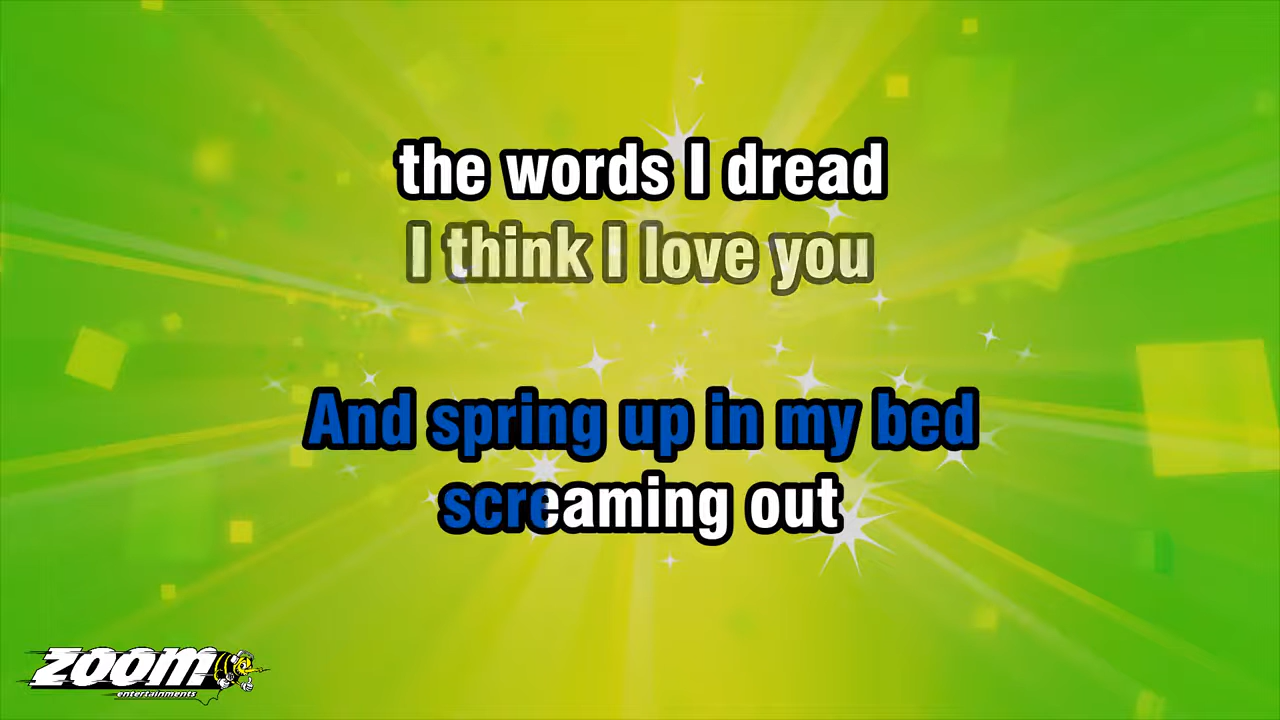 the words I dread
I think I love you
And spring up in my bed
screaming out
ZOOM
entertainments